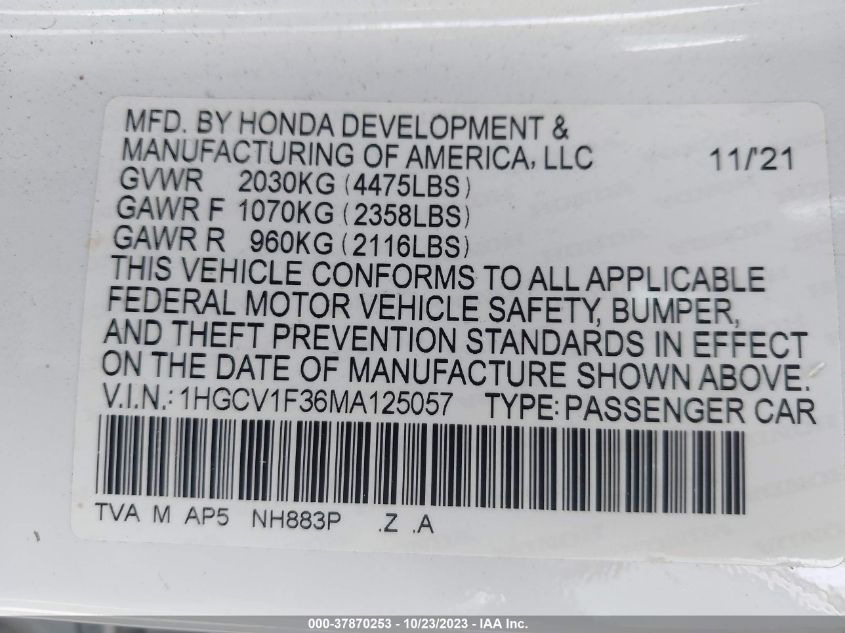 MFD. BY HONDA DEVELOPMENT &
MANUFACTURING OF AMERICA, LLC 11/'21
GVWR 2030KG (4475LBS)
GAWR F 1070KG (2358LBS)
GAWR R 960KG (2116LBS)
THIS VEHICLE CONFORMS TO ALL APPLICABLE
FEDERAL MOTOR VEHICLE SAFETY, BUMPER,
AND THEFT PREVENTION STANDARDS IN EFFECT
ON THE DATE OF MANUFACTURE SHOWN ABOVE.
V.I.N.: 1HGCV1F36MA125057 TYPE: PASSENGER CAR
TVA M AP5 NH883P .Z .A
000-37870253 - 10/23/2023 - IAA Inc.